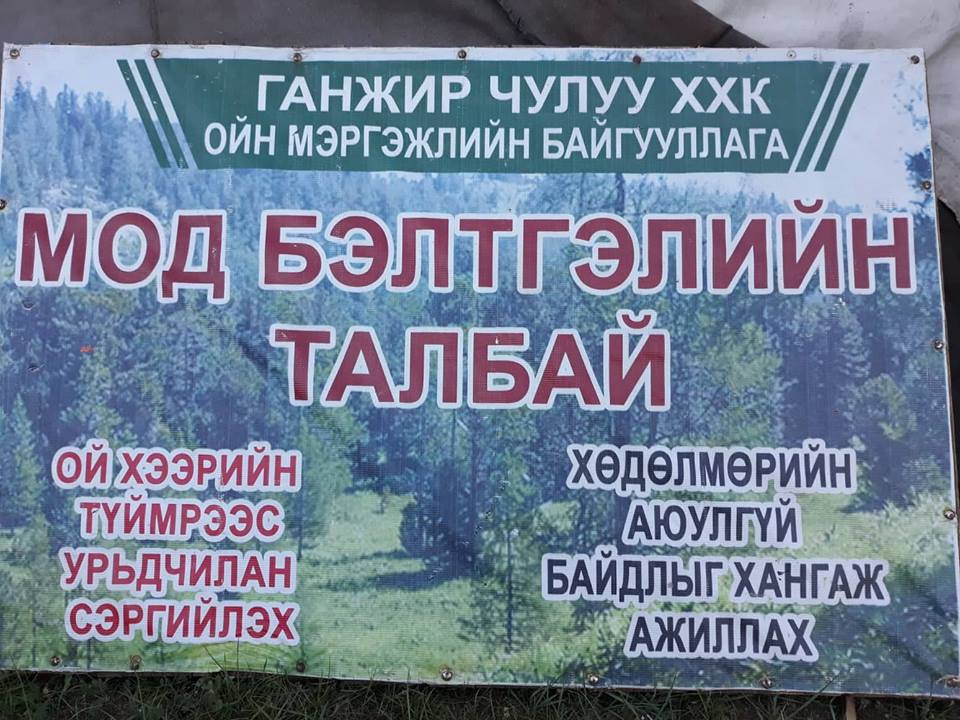 ГАНЖИР ЧУЛУУ ХХК
ОЙН МЭРГЭЖЛИЙН БАЙГУУЛЛАГА
МОД БЭЛТГЭЛИЙН
ТАЛБАЙ
ОЙ ХЭЭРИЙН
ТҮЙМРЭЭС
УРЬДЧИЛАН
СЭРГИЙЛЭХ
ХӨДӨЛМӨРИЙН
АЮУЛГҮЙ
БАЙДЛЫГ ХАНГАЖ
АЖИЛЛАХ